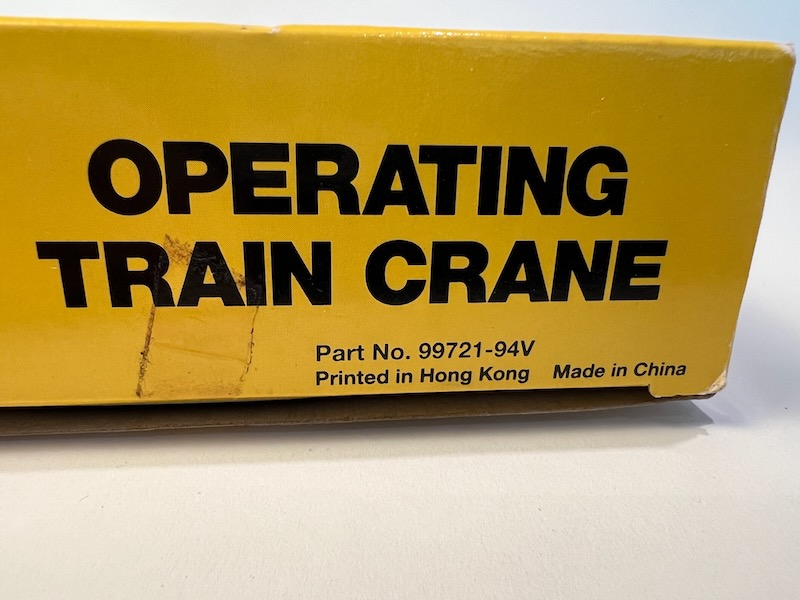 OPERATING
TRAIN CRANE
Part No. 99721-94V
Printed in Hong Kong Made in China